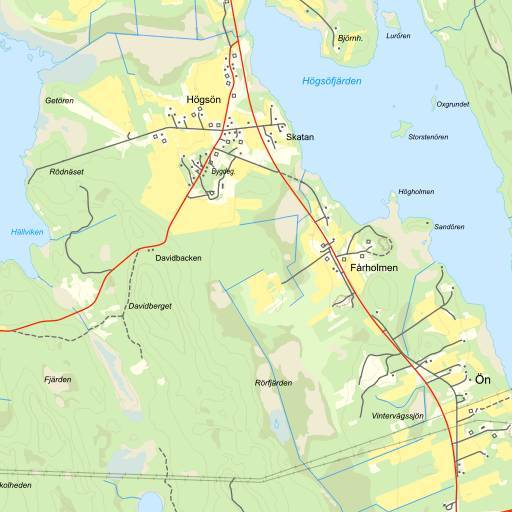 Lurören
Björnh.
Högsöfjärden
Getören
Högsön
Oxgrundet
Skatan
Storstenören
Rödnäset
Bygdeg.
Högholmen
Sandören
Hällviken
Davidbacken
Fårholmen
Davidberget
Fjärden
Rörfjärden
Ön
Vintervägssjön
kolheden